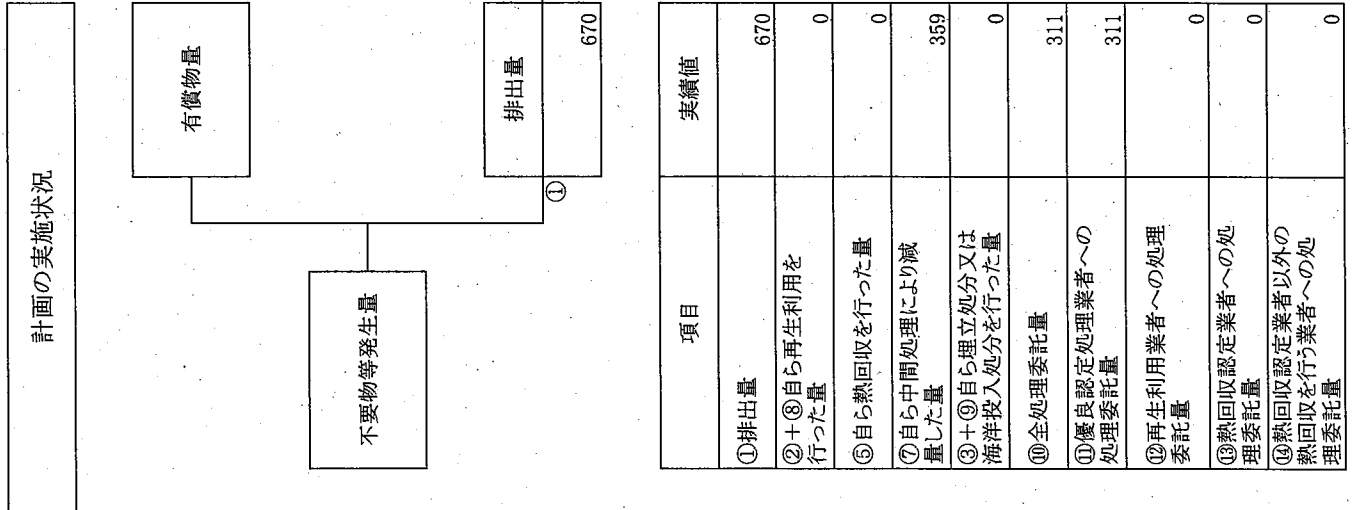 計画の実施状況
不要物等発生量
有償物量
排出量
①
670
項目
実績値
①排出量
670
②+⑧自ら再生利用を
行った量
0
⑤自ら熱回収を行った量
0
⑦自ら中間処理により減
量した量
359
③+⑨自ら埋立処分又は
海洋投入処分を行った量
0
⑩全処理委託量
311
⑪優良認定処理業者への
処理委託量
311
⑫再生利用業者への処理
委託量
0
⑬熱回収認定業者への処
理委託量
0
⑭熱回収認定業者以外の
熱回収を行う業者への処
理委託量
0